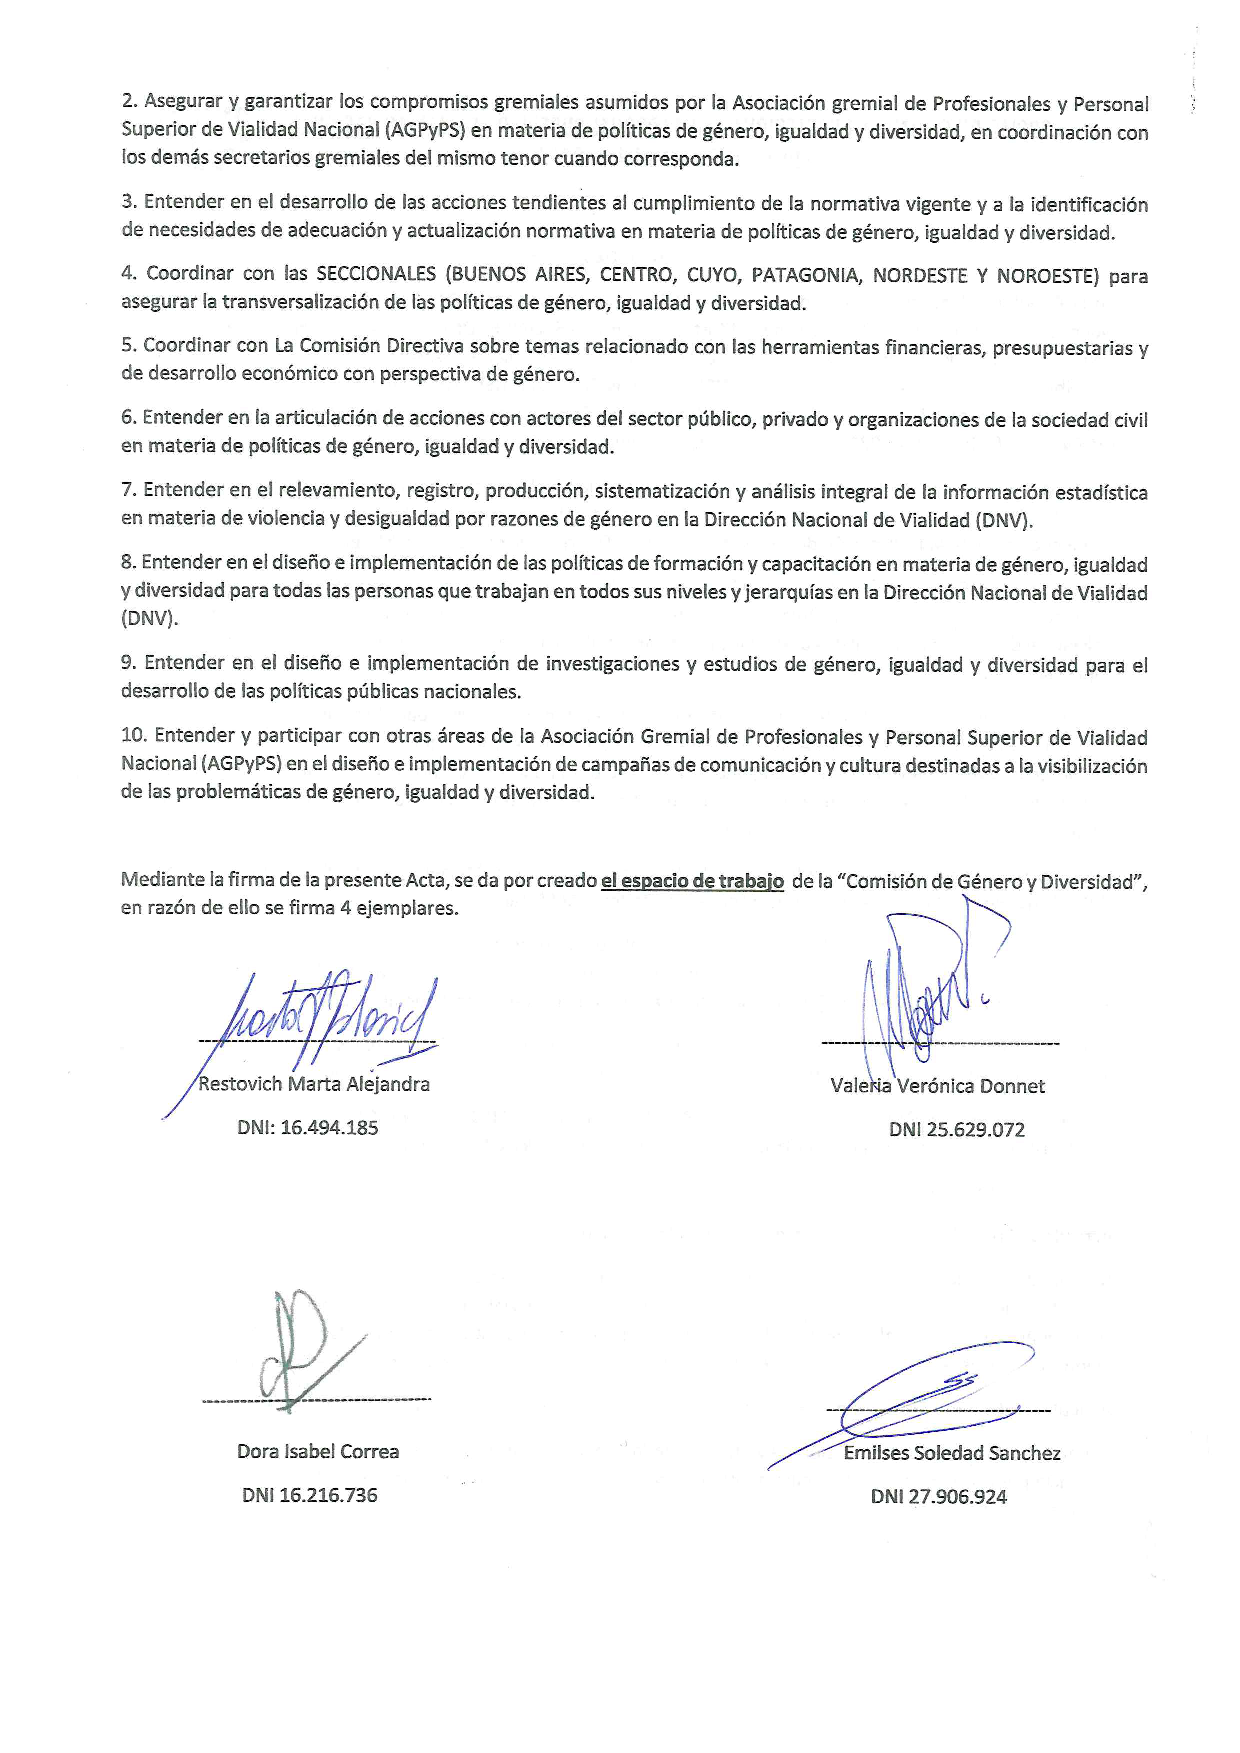 2. Asegurar y garantizar los compromisos gremiales asumidos por la Asociación gremial de Profesionales y Personal
Superior de Vialidad Nacional (AGPyPS) en materia de políticas de género, igualdad y diversidad, en coordinación con
los demás secretarios gremiales del mismo tenor cuando corresponda.
3. Entender en el desarrollo de las acciones tendientes al cumplimiento de la normativa vigente y a la identificación
de necesidades de adecuación y actualización normativa en materia de políticas de género, igualdad y diversidad.
4. Coordinar con las SECCIONALES (BUENOS AIRES, CENTRO, CUYO, PATAGONIA, NORDESTE Y NOROESTE) para
asegurar la transversalización de las políticas de género, igualdad y diversidad.
5. Coordinar con La Comisión Directiva sobre temas relacionado con las herramientas financieras, presupuestarias y
de desarrollo económico con perspectiva de género.
6. Entender en la articulación de acciones con actores del sector público, privado y organizaciones de la sociedad civil
en materia de políticas de género, igualdad y diversidad.
7. Entender en el relevamiento, registro, producción, sistematización y análisis integral de la información estadística
en materia de violencia y desigualdad por razones de género en la Dirección Nacional de Vialidad (DNV).
8. Entender en el diseño e implementación de las políticas de formación y capacitación en materia de género, igualdad
y diversidad para todas las personas que trabajan en todos sus niveles y jerarquías en la Dirección Nacional de Vialidad
(DNV).
9. Entender en el diseño e implementación de investigaciones y estudios de género, igualdad y diversidad para el
desarrollo de las políticas públicas nacionales.
10. Entender y participar con otras áreas de la Asociación Gremial de Profesionales y Personal Superior de Vialidad
Nacional (AGPyPS) en el diseño e implementación de campañas de comunicación y cultura destinadas a la visibilización
de las problemáticas de género, igualdad y diversidad.
Mediante la firma de la presente Acta, se da por creado el espacio de trabajo de la “Comisión de Género y Diversidad”,
en razón de ello se firma 4 ejemplares.
Restovich Marta Alejandra
Valeria Verónica Donnet
DNI: 16.494.185
DNI 25.629.072
Dora Isabel Correa
Emilses Soledad Sanchez
DNI 16.216.736
DNI 27.906.924